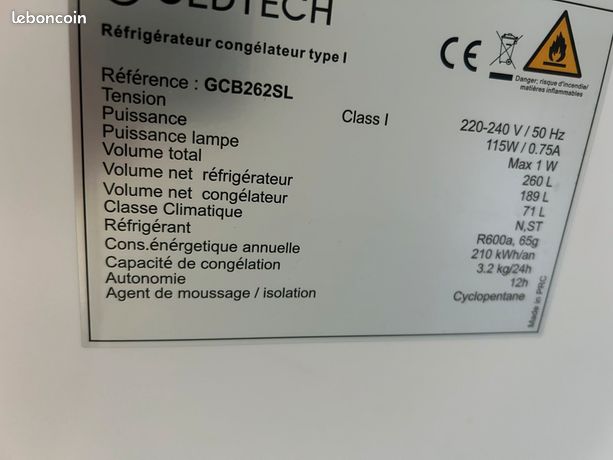 leboncoin
Réfrigérateur congélateur type I
CE
Danger; risque d'incendie/
matières inflammables
Référence : GCB262SL
Tension Class I 220-240 V / 50 Hz
Puissance 115W / 0.75A
Puissance lampe Max 1 W
Volume total 260 L
Volume net réfrigérateur 189 L
Volume net congélateur 71 L
Classe Climatique N,ST
Réfrigérant R600a, 65g
Cons.énérgetique annuelle 210 kWh/an
Capacité de congélation 3.2 kg/24h
Autonomie 12h
Agent de moussage / isolation Cyclopentane
Made in PRC